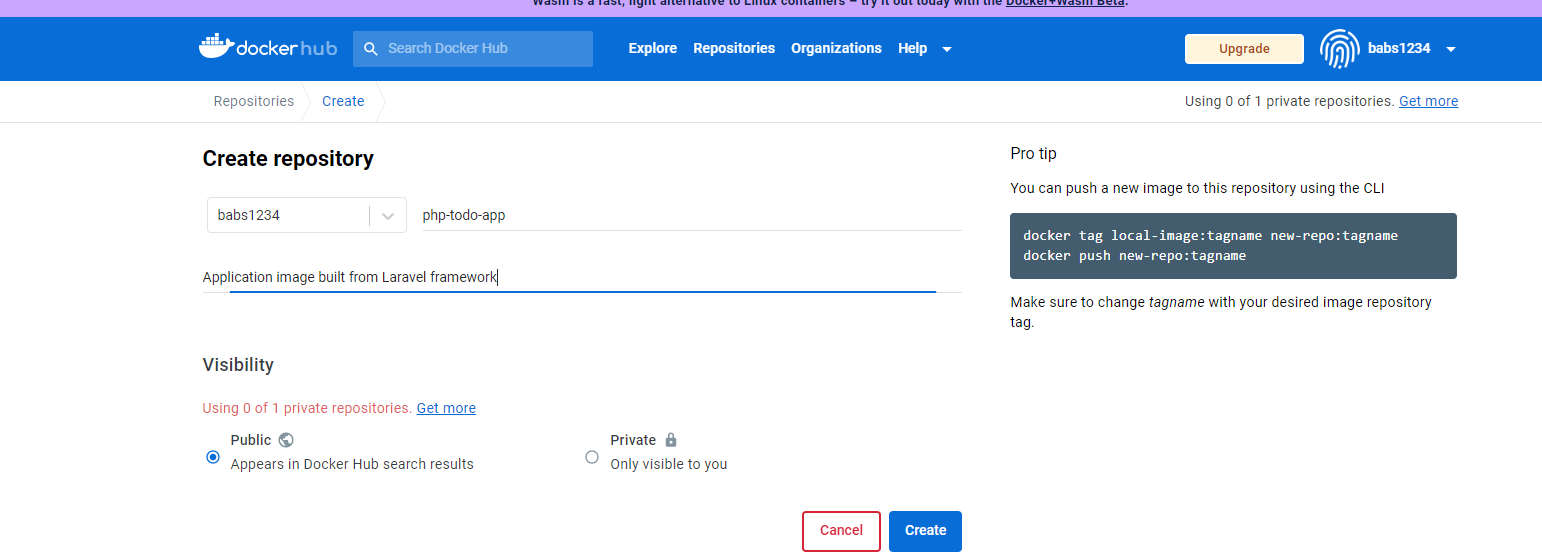 Wasm is a fast, light alternative to Linux containers – try it out today with the Docker+Wasm Beta.
docker hub
Search Docker Hub
Explore Repositories Organizations Help
Upgrade
babs1234
Repositories
Create
Using 0 of 1 private repositories. Get more
Create repository
babs1234
php-todo-app
Application image built from Laravel framework
Visibility
Using 0 of 1 private repositories. Get more
Public
Appears in Docker Hub search results
Private
Only visible to you
Cancel
Create
Pro tip
You can push a new image to this repository using the CLI
docker tag local-image:tagname new-repo:tagname
docker push new-repo:tagname
Make sure to change tagname with your desired image repository
tag.